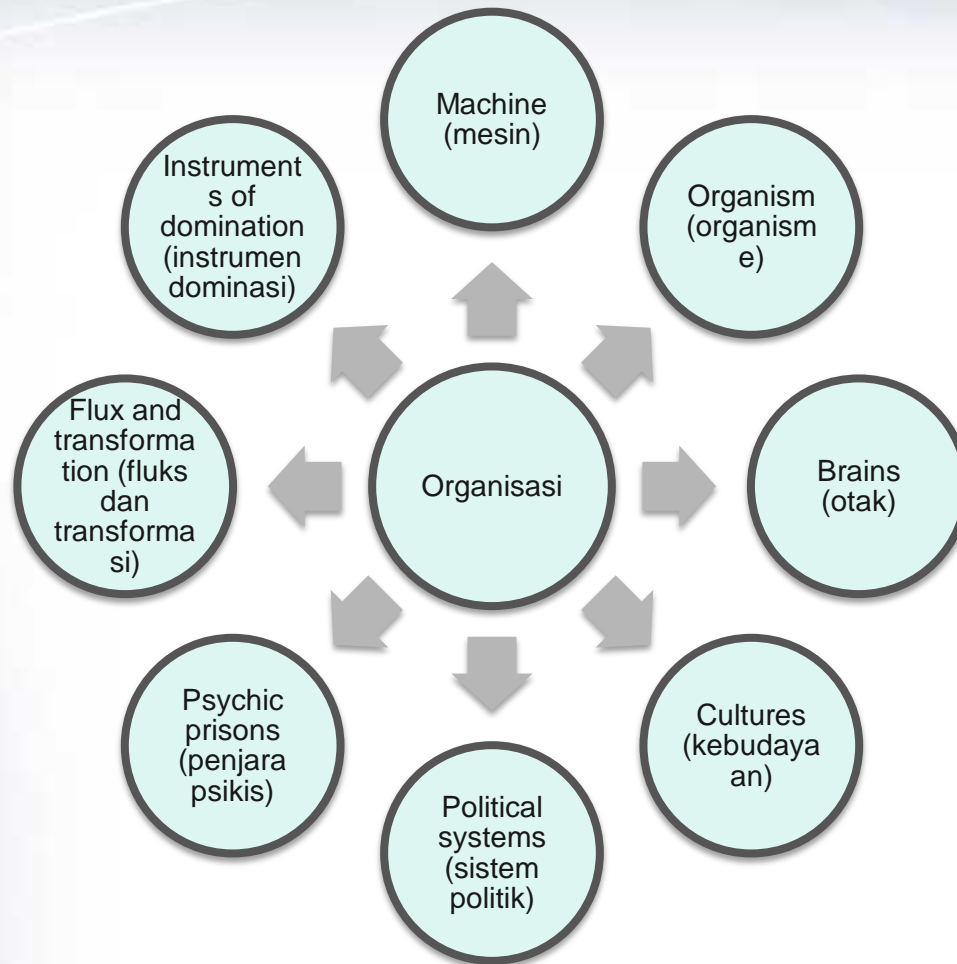 Machine
(mesin)
Organism
(organism
e)
Brains
(otak)
Cultures
(kebudaya
an)
Political
systems
(sistem
politik)
Psychic
prisons
(penjara
psikis)
Flux and
transforma
tion (fluks
dan
transforma
si)
Instrument
s of
domination
(instrumen
dominasi)
Organisasi